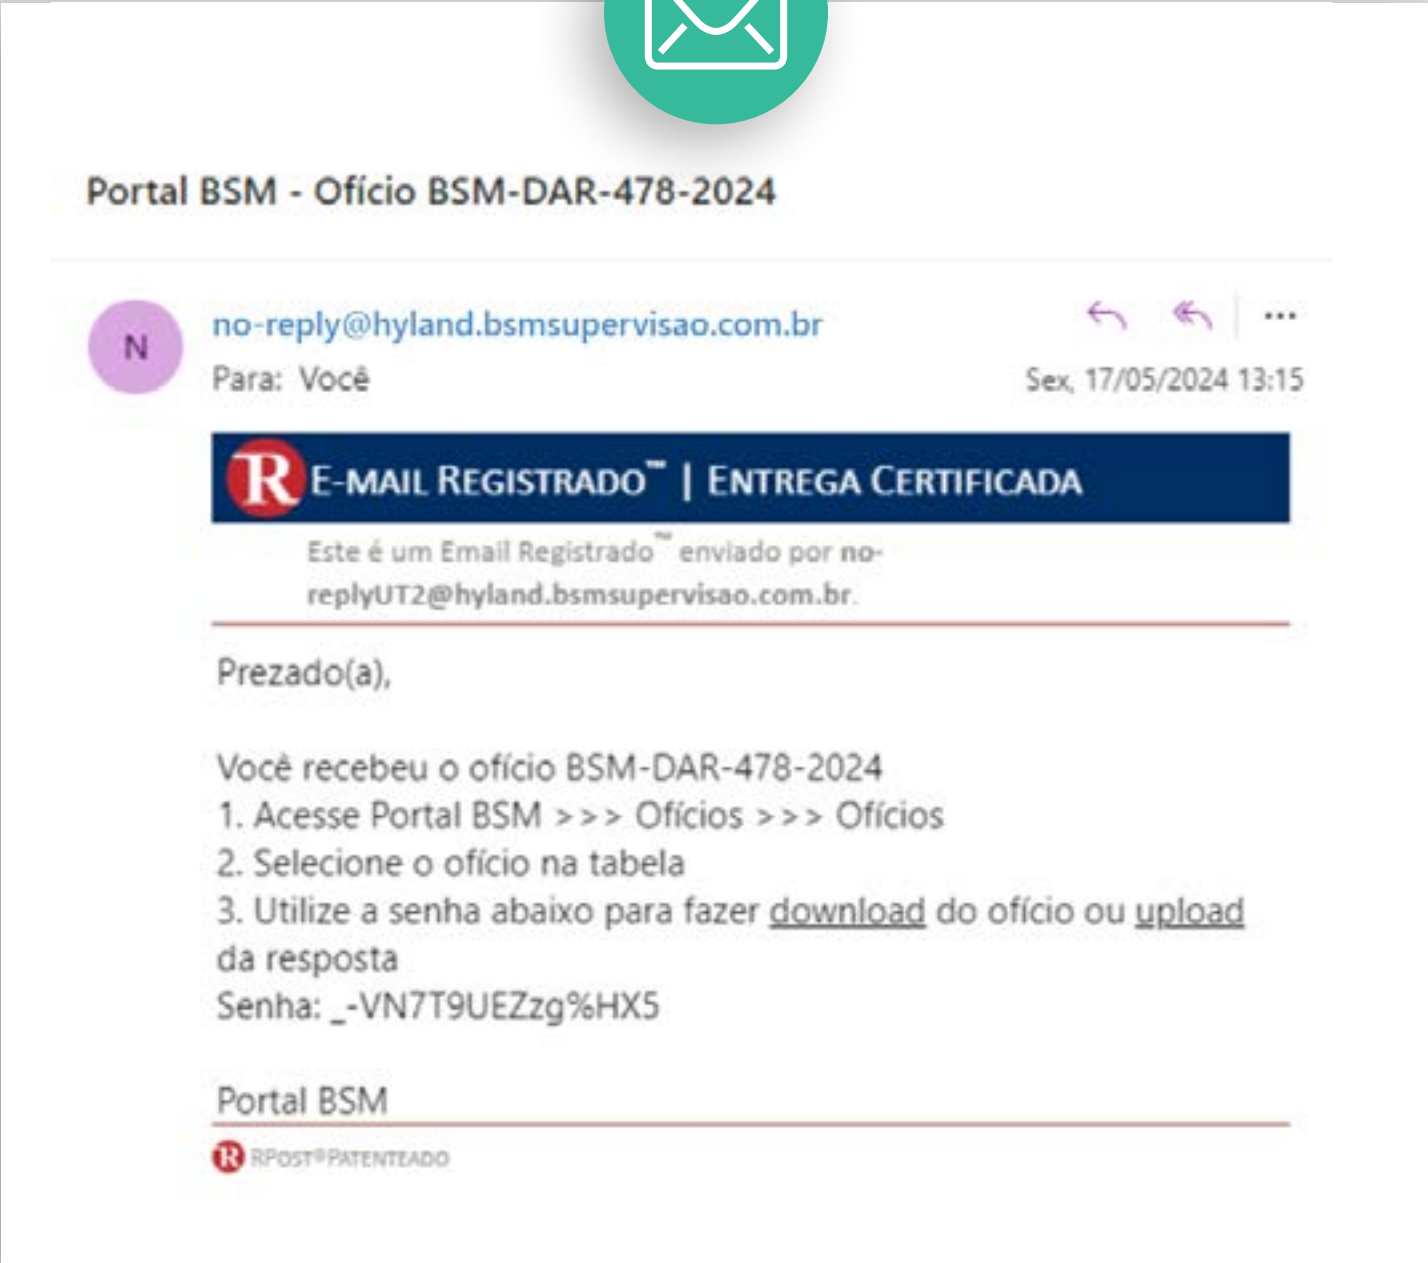 Portal BSM - Ofício BSM-DAR-478-2024
N
no-reply@hyland.bsmsupervisao.com.br
Para: Você
Sex, 17/05/2024 13:15
R E-MAIL REGISTRADO™ | ENTREGA CERTIFICADA
Este é um Email Registrado™ enviado por no-
replyUT2@hyland.bsmsupervisao.com.br.
Prezado(a),
Você recebeu o ofício BSM-DAR-478-2024
1. Acesse Portal BSM >>> Ofícios >>> Ofícios
2. Selecione o ofício na tabela
3. Utilize a senha abaixo para fazer download do ofício ou upload
da resposta
Senha: _-VN7T9UEZzg%HX5
Portal BSM
R RPOST®PATENTEADO